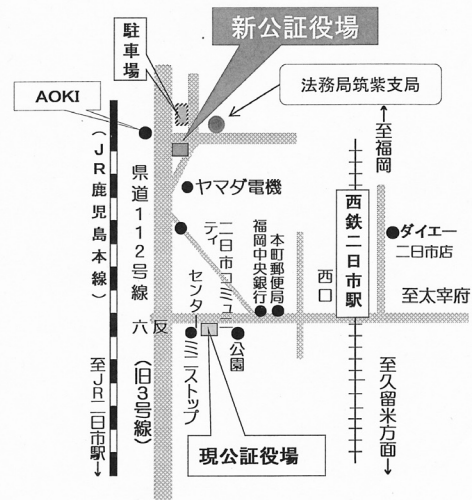 新公証役場
駐車場
AOKI
法務局筑紫支局
至福岡
(JR鹿児島本線)
県道112号線
ヤマダ電機
西鉄二日市駅
西口
ダイエー
二日市店
二日市コミュニ
ティ
センター
福岡中央銀行
本町郵便局
至太宰府
六反
(旧3号線)
ミニストップ
公園
至JR二日市駅
至久留米方面
現公証役場